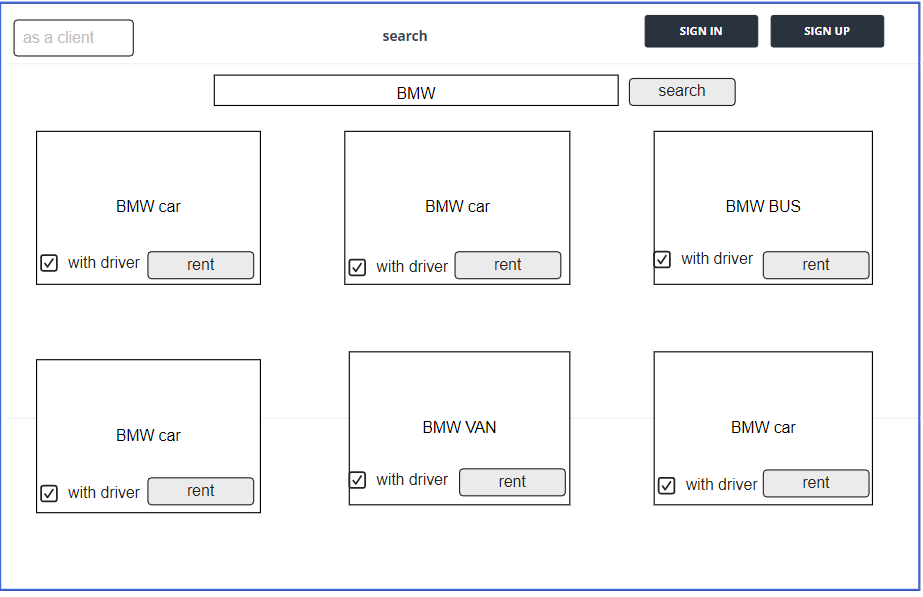 as a client
search
SIGN IN
SIGN UP
BMW
search
BMW car
with driver
rent
BMW car
with driver
rent
BMW BUS
with driver
rent
BMW car
with driver
rent
BMW VAN
with driver
rent
BMW car
with driver
rent